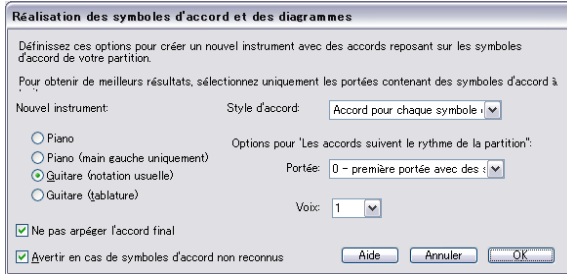 Réalisation des symboles d'accord et des diagrammes
Définissez ces options pour créer un nouvel instrument avec des accords reposant sur les symboles
d'accord de votre partition.
Pour obtenir de meilleurs résultats, sélectionnez uniquement les portées contenant des symboles d'accord à
Nouvel instrument:
Style d'accord:
Accord pour chaque symbole
Piano
Piano (main gauche uniquement)
Guitare (notation usuelle)
Guitare (tablature)
Options pour 'Les accords suivent le rythme de la partition":
Portée:
0 - première portée avec des
Voix:
1
Ne pas arpéger l'accord final
Avertir en cas de symboles d'accord non reconnus
Aide
Annuler
OK